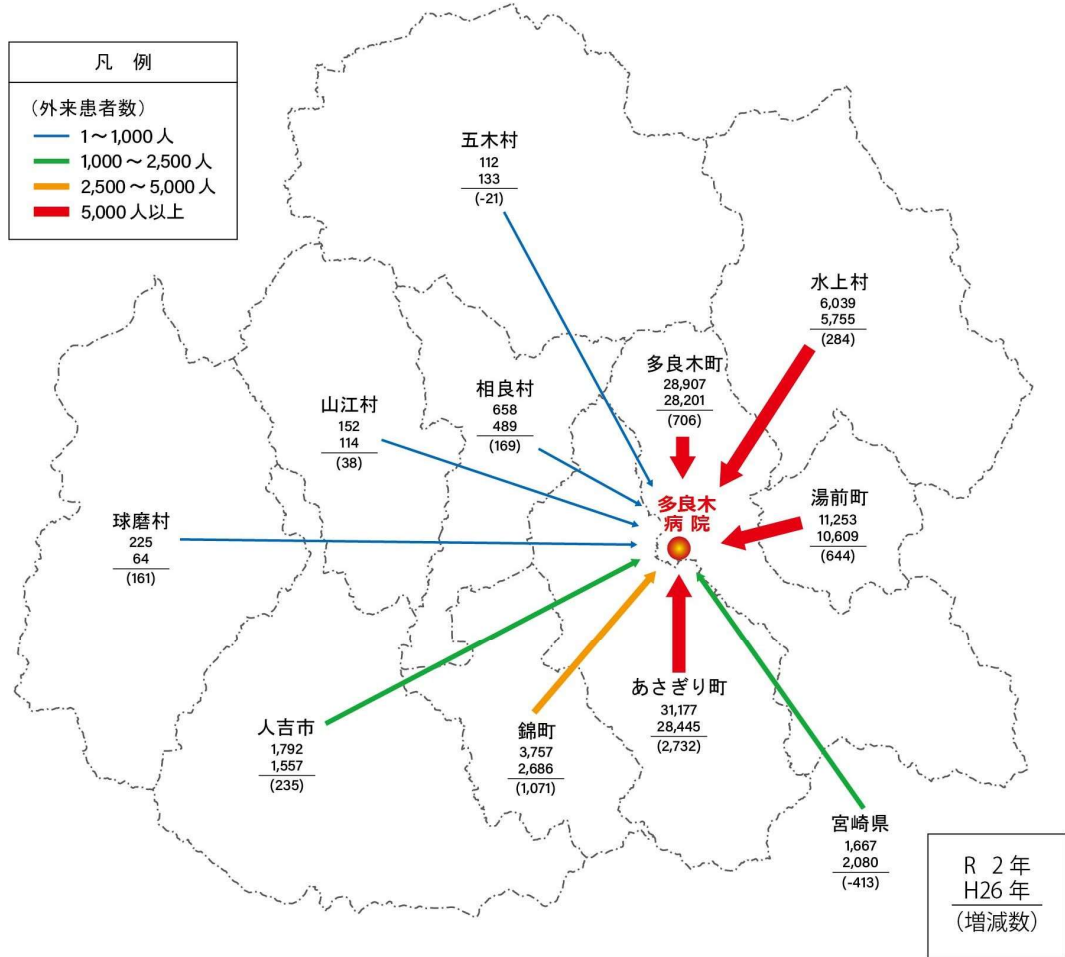 凡 例
(外来患者数)
1～1,000人
1,000～2,500人
2,500～5,000人
5,000人以上
五木村
112
133
(-21)
水上村
6,039
5,755
(284)
多良木町
28,907
28,201
(706)
相良村
658
489
(169)
山江村
152
114
(38)
湯前町
11,253
10,609
(644)
多良木
病院
球磨村
225
64
(161)
あさぎり町
31,177
28,445
(2,732)
人吉市
1,792
1,557
(235)
錦町
3,757
2,686
(1,071)
宮崎県
1,667
2,080
(-413)
R 2年
H26年
(増減数)